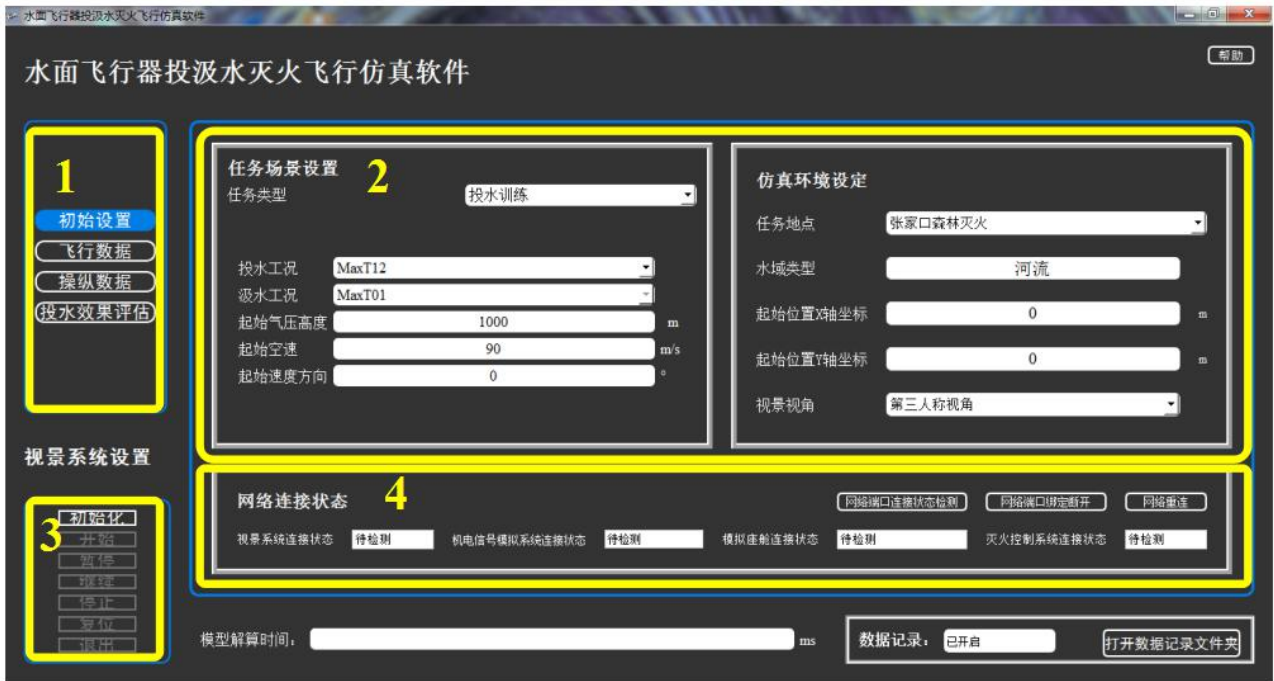 水面飞行器投汲水灭火飞行仿真软件
水面飞行器投汲水灭火飞行仿真软件
帮助
1
初始设置
飞行数据
操纵数据
投水效果评估
任务场景设置
2
任务类型 投水训练
投水工况 MaxT12
汲水工况 MaxT01
起始气压高度 1000 m
起始空速 90 m/s
起始速度方向 0 °
仿真环境设定
任务地点 张家口森林灭火
水域类型 河流
起始位置X轴坐标 0 m
起始位置Y轴坐标 0 m
视景视角 第三人称视角
视景系统设置
3
初始化
开始
暂停
继续
停止
复位
退出
网络连接状态 4 网络端口连接状态检测 网络端口绑定断开 网络重连
视景系统连接状态 待检测 机电信号模拟系统连接状态 待检测 模拟座舱连接状态 待检测 灭火控制系统连接状态 待检测
模型解算时间: ms 数据记录: 已开启 打开数据记录文件夹